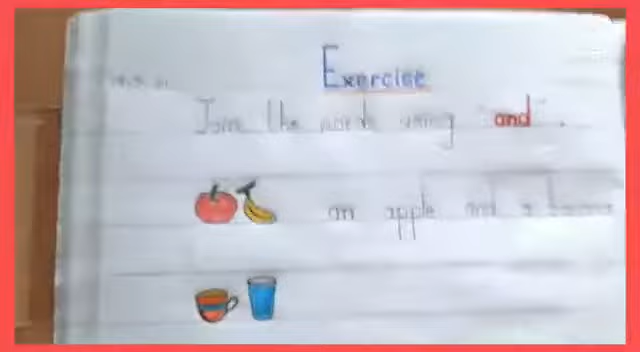 Exercise
Join the words using "and".
an apple and a banana